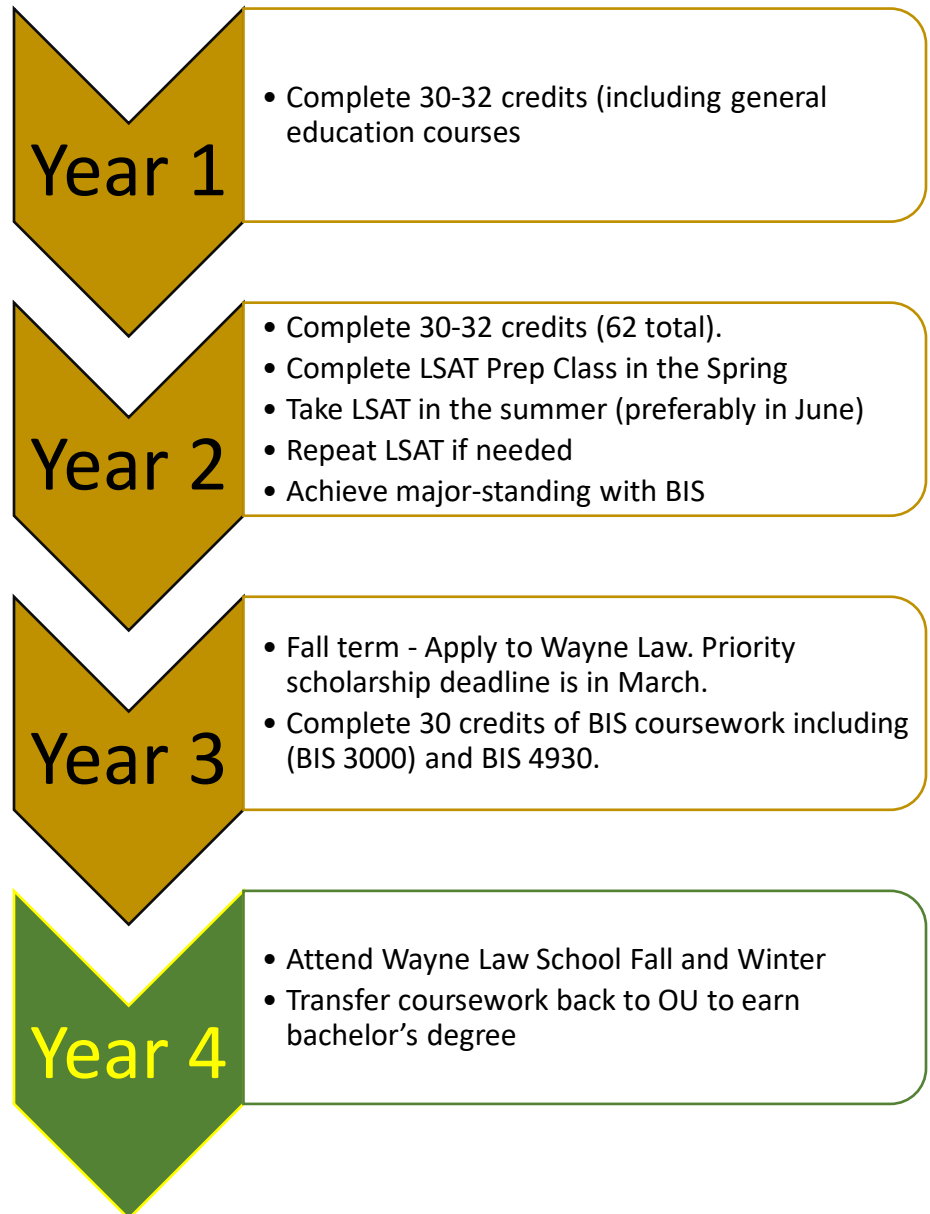 Year 1
• Complete 30-32 credits (including general
education courses
Year 2
• Complete 30-32 credits (62 total).
• Complete LSAT Prep Class in the Spring
• Take LSAT in the summer (preferably in June)
• Repeat LSAT if needed
• Achieve major-standing with BIS
Year 3
• Fall term - Apply to Wayne Law. Priority
scholarship deadline is in March.
• Complete 30 credits of BIS coursework including
(BIS 3000) and BIS 4930.
Year 4
• Attend Wayne Law School Fall and Winter
• Transfer coursework back to OU to earn
bachelor’s degree